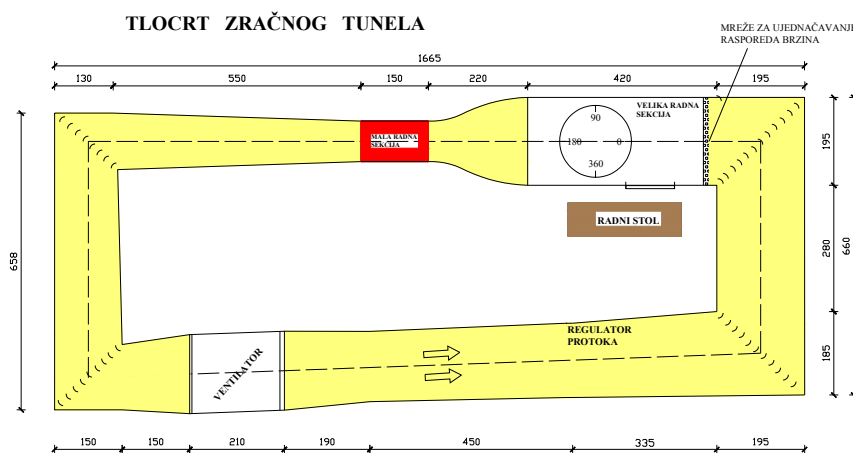 TLOCRT ZRAČNOG TUNELA
MREŽE ZA UJEDNAČAVANJE
RASPOREDA BRZINA
1665
130 550 150 220 420 195
VELIKA RADNA
SEKCIJA
90
180 0
360
MALA RADNA
SEKCIJA
195
RADNI STOL
658
280
660
REGULATOR
PROTOKA
VENTILATOR
185
150 150 210 190 450 335 195